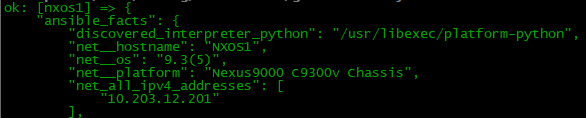 ok: [nxos1] => {
"ansible_facts": {
"discovered_interpreter_python": "/usr/libexec/platform-python",
"net__hostname": "NXOS1",
"net__os": "9.3(5)",
"net__platform": "Nexus9000 C9300v Chassis",
"net_all_ipv4_addresses": [
"10.203.12.201"
],